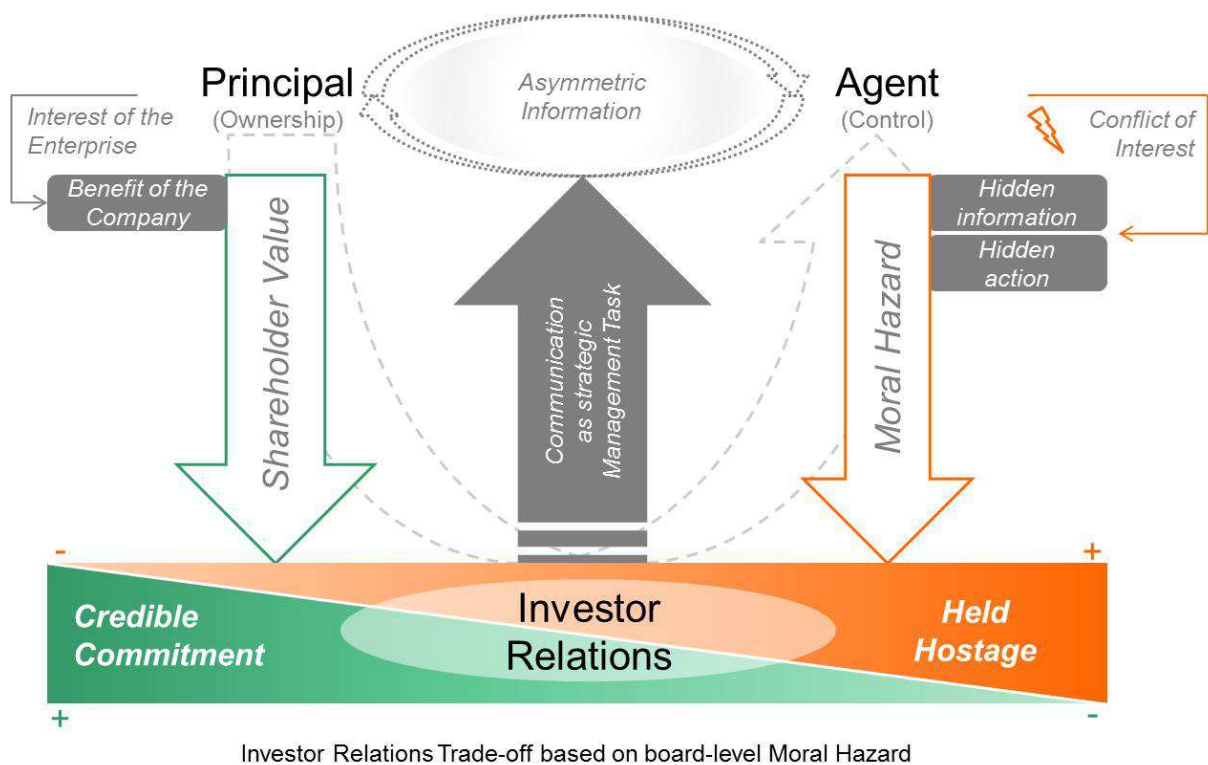 Principal
(Ownership)
Asymmetric
Information
Agent
(Control)
Interest of the
Enterprise
Conflict of
Interest
Benefit of the
Company
Hidden
information
Hidden
action
Shareholder Value
Communication
as strategic
Management Task
Moral Hazard
-
+
Credible
Commitment
Investor
Relations
Held
Hostage
+
-
Investor Relations Trade-off based on board-level Moral Hazard